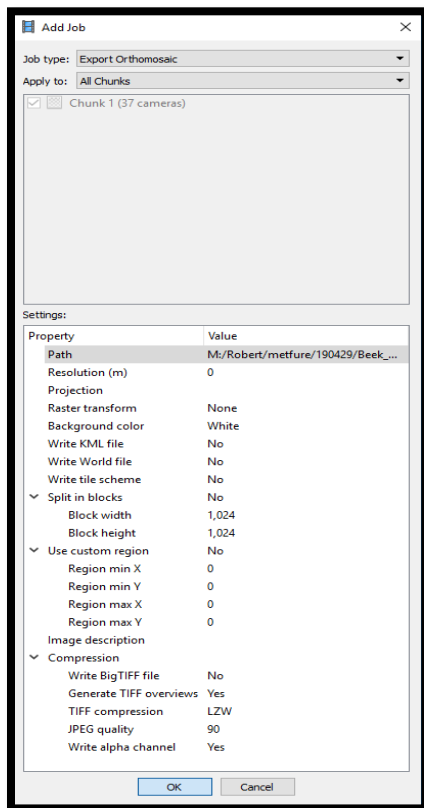 Add Job
Job type: Export Orthomosaic
Apply to: All Chunks
Chunk 1 (37 cameras)
Settings:
Property Value
Path M:/Robert/metfure/190429/Beek_...
Resolution (m) 0
Projection
Raster transform None
Background color White
Write KML file No
Write World file No
Write tile scheme No
Split in blocks No
Block width 1,024
Block height 1,024
Use custom region No
Region min X 0
Region min Y 0
Region max X 0
Region max Y 0
Image description
Compression
Write BigTIFF file No
Generate TIFF overviews Yes
TIFF compression LZW
JPEG quality 90
Write alpha channel Yes
OK Cancel